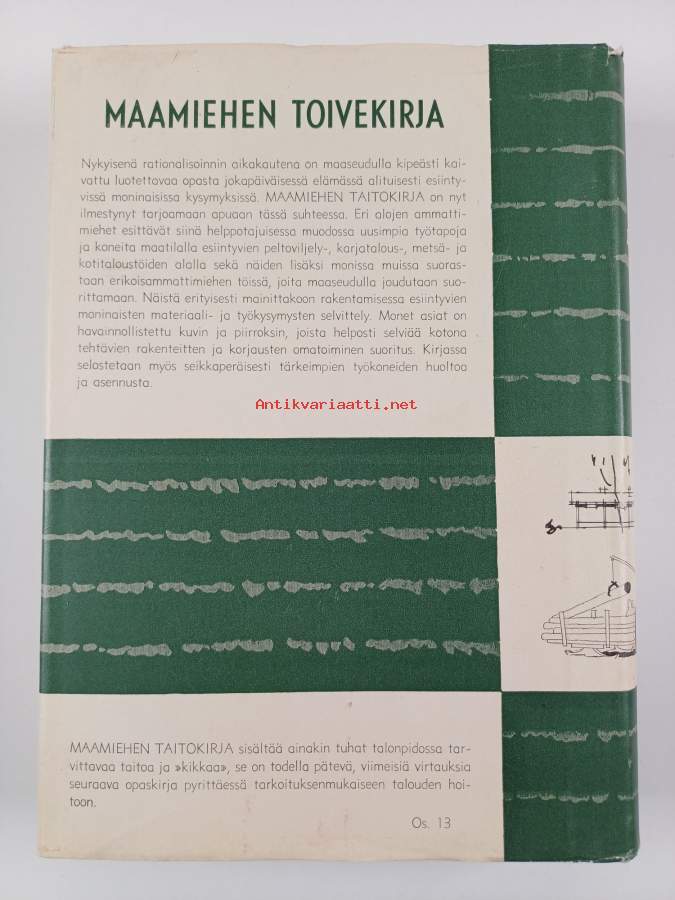 MAAMIEHEN TOIVEKIRJA
Nykyisenä rationalisoinnin aikakautena on maaseudulla kipeästi kai-
vattu luotettavaa opasta jokapäiväisessä elämässä alituisesti esiinty-
vissä moninaisissa kysymyksissä. MAAMIEHEN TAITOKIRJA on nyt
ilmestynyt tarjoamaan apuaan tässä suhteessa. Eri alojen ammatti-
miehet esittävät siinä helppotajuisessa muodossa uusimpia työtapoja
ja koneita maatilalla esiintyvien peltoviljely-, karjatalous-, metsä- ja
kotitaloustöiden alalla sekä näiden lisäksi monissa muissa suoras-
taan erikoisammattimiehen töissä, joita maaseudulla joudutaan suo-
rittamaan. Näistä erityisesti mainittakoon rakentamisessa esiintyvien
moninaisten materiaali- ja työkysymysten selvittely. Monet asiat on
havainnollistettu kuvin ja piirroksin, joista helposti selviää kotona
tehtävien rakenteitten ja korjausten omatoiminen suoritus. Kirjassa
selostetaan myös seikkaperäisesti tärkeimpien työkoneiden huoltoa
ja asennusta.
Antikvariaatti.net
MAAMIEHEN TAITOKIRJA sisältää ainakin tuhat talonpidossa tar-
vittavaa taitoa ja »kikkaa», se on todella pätevä, viimeisiä virtauksia
seuraava opaskirja pyrittäessä tarkoituksenmukaiseen talouden hoi-
toon.
Os. 13